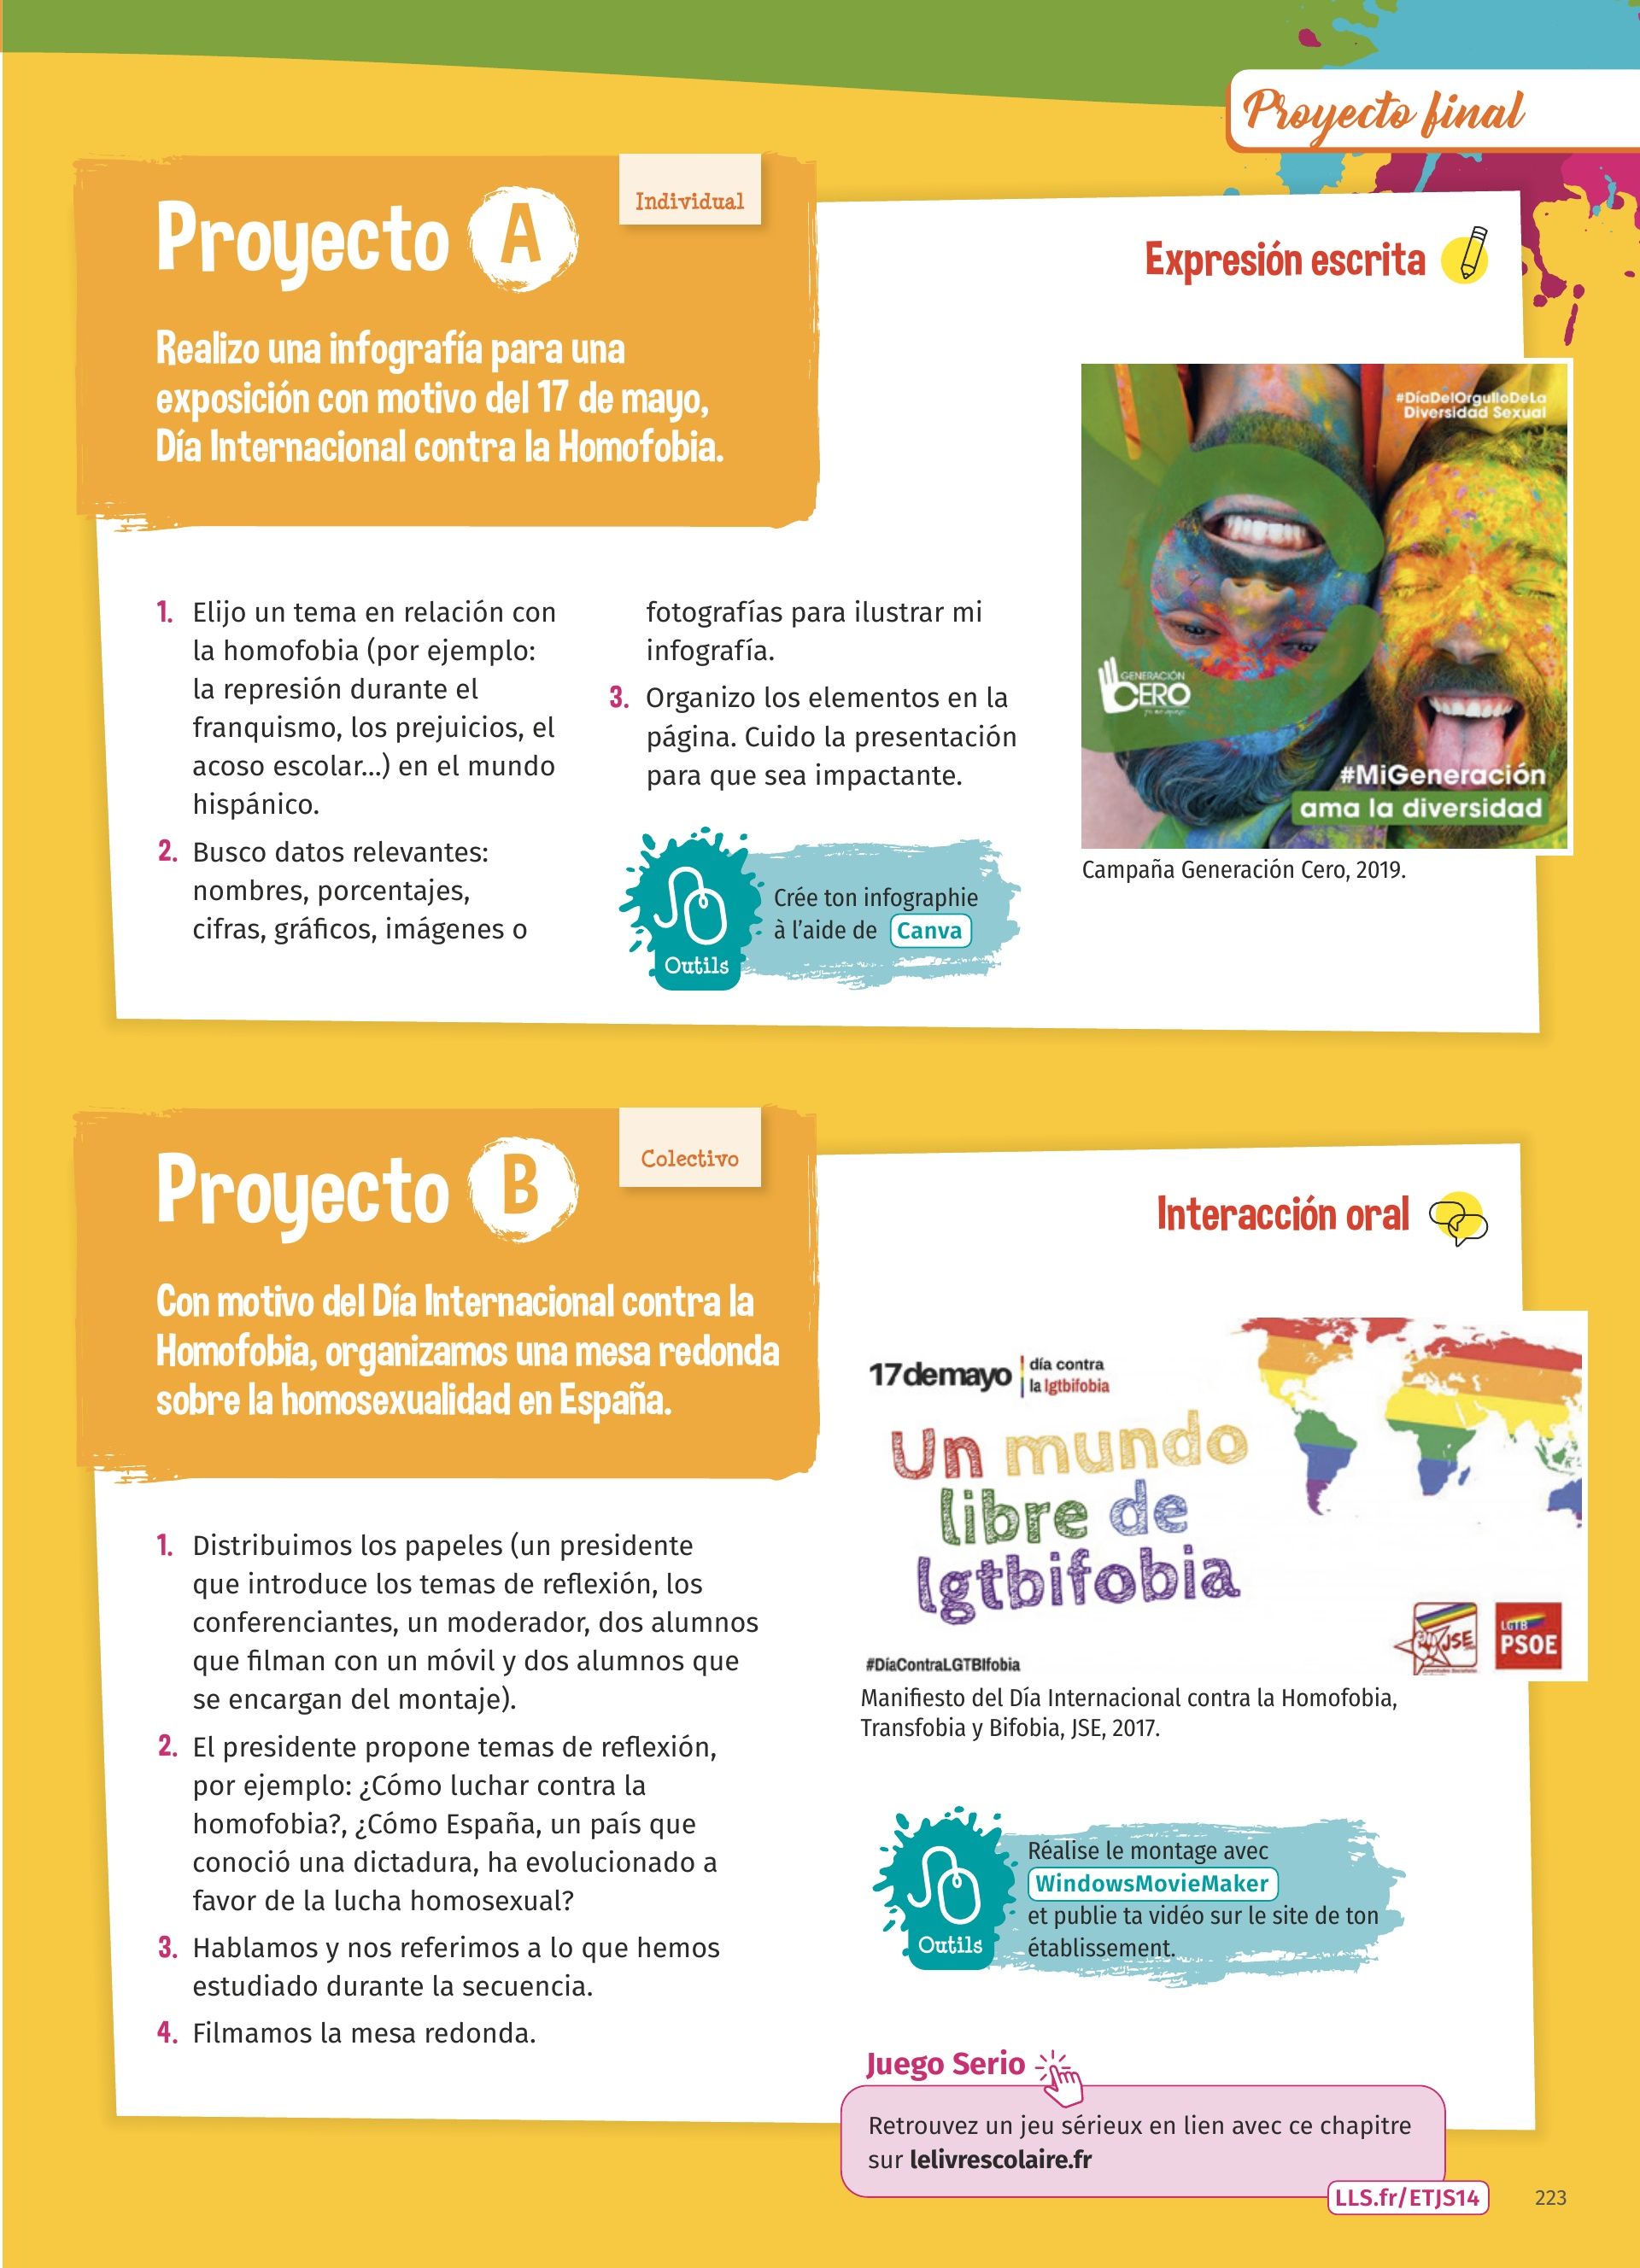 Proyecto final
Proyecto A
Individual
Realizo una infografía para una
exposición con motivo del 17 de mayo,
Día Internacional contra la Homofobia.
Expresión escrita
1. Elijo un tema en relación con
la homofobia (por ejemplo:
la represión durante el
franquismo, los prejuicios, el
acoso escolar...) en el mundo
hispánico.
2. Busco datos relevantes:
nombres, porcentajes,
cifras, gráficos, imágenes o
fotografías para ilustrar mi
infografía.
3. Organizo los elementos en la
página. Cuido la presentación
para que sea impactante.
Outils
Crée ton infographie
à l'aide de Canva
#DíaDelOrgulloDeLa
Diversidad Sexual
GENERACIÓN
CERO
#MiGeneración
ama la diversidad
Campaña Generación Cero, 2019.
Proyecto B
Colectivo
Con motivo del Día Internacional contra la
Homofobia, organizamos una mesa redonda
sobre la homosexualidad en España.
Interacción oral
1. Distribuimos los papeles (un presidente
que introduce los temas de reflexión, los
conferenciantes, un moderador, dos alumnos
que filman con un móvil y dos alumnos que
se encargan del montaje).
2. El presidente propone temas de reflexión,
por ejemplo: ¿Cómo luchar contra la
homofobia?, ¿Cómo España, un país que
conoció una dictadura, ha evolucionado a
favor de la lucha homosexual?
3. Hablamos y nos referimos a lo que hemos
estudiado durante la secuencia.
4. Filmamos la mesa redonda.
17demayo
día contra
la lgtbifobia
Un mundo
libre de
lgtbifobia
#DíaContraLGTBIfobia
JSE
LGTB
PSOE
Manifiesto del Día Internacional contra la Homofobia,
Transfobia y Bifobia, JSE, 2017.
Outils
Réalise le montage avec
WindowsMovieMaker
et publie ta vidéo sur le site de ton
établissement.
Juego Serio
Retrouvez un jeu sérieux en lien avec ce chapitre
sur lelivrescolaire.fr
LLS.fr/ETJS14
223